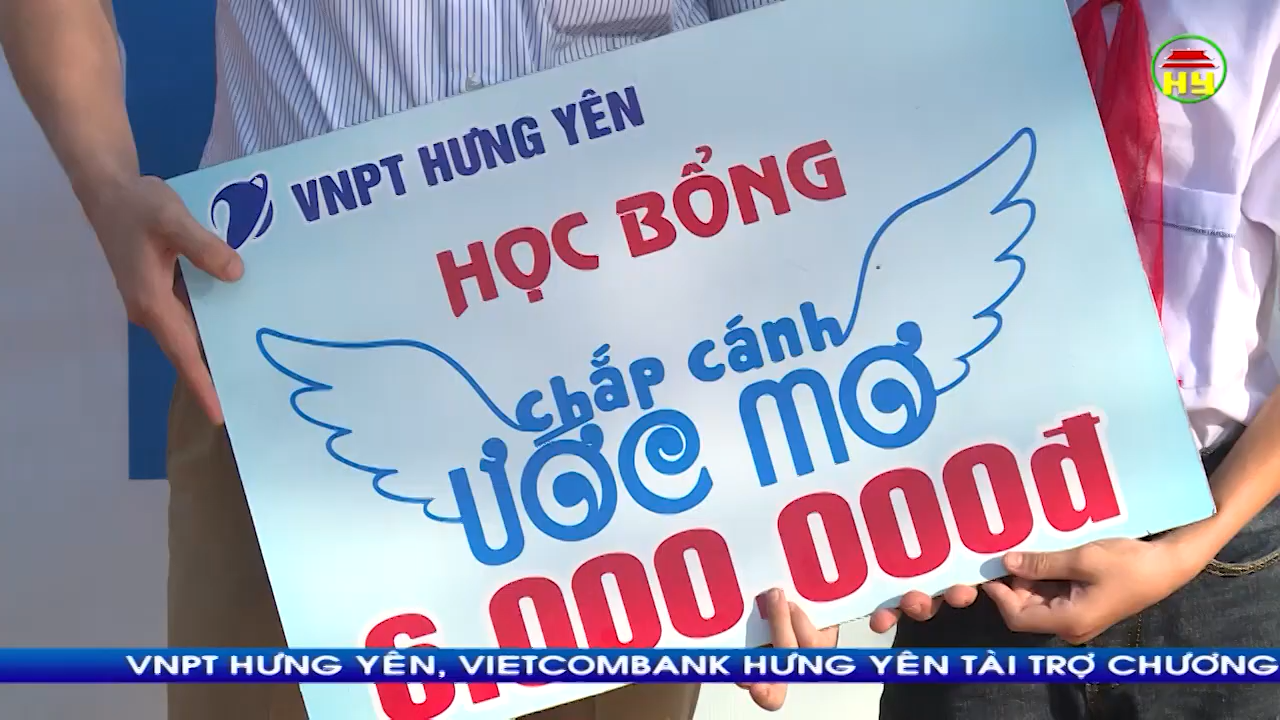 HY
VNPT HƯNG YÊN
HỌC BỔNG
chắp cánh
ƯỚC MƠ
6.000.000đ
VNPT HƯNG YÊN, VIETCOMBANK HƯNG YÊN TÀI TRỢ CHƯƠNG